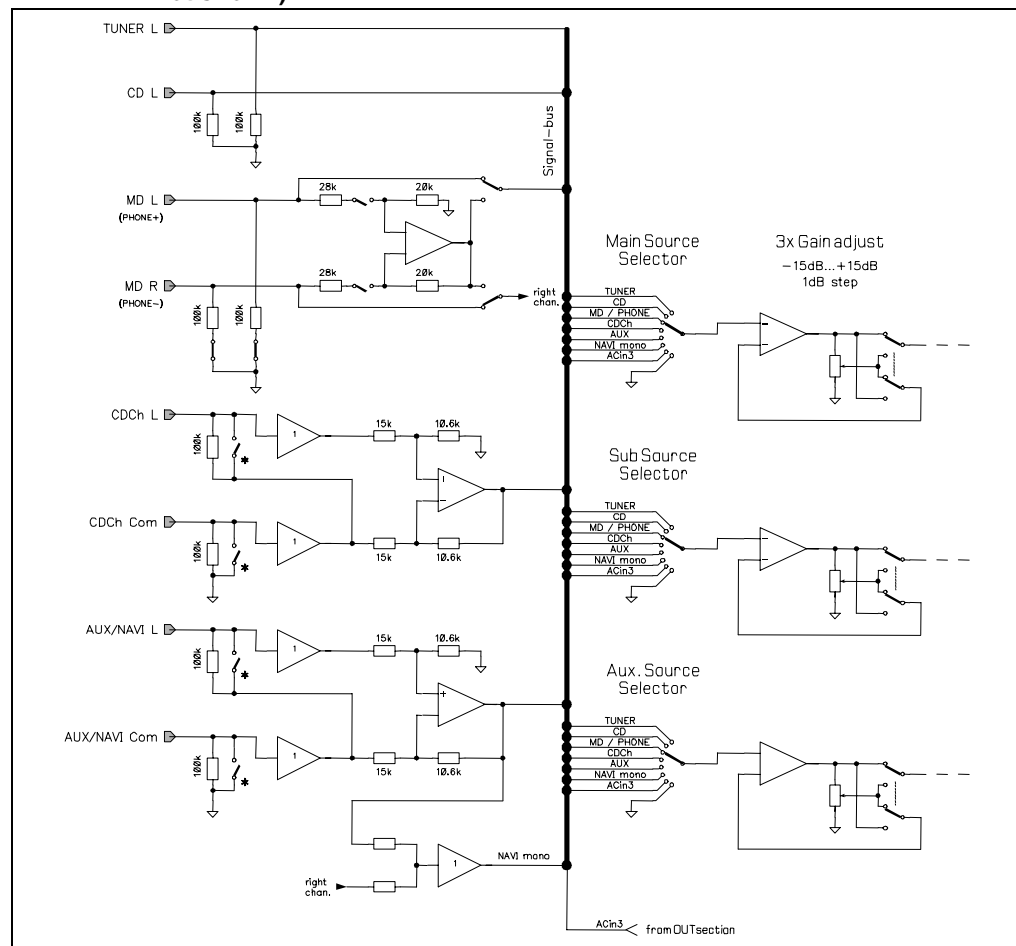 TUNER L
CD L
100k
100k
Signal-bus
MD L
(PHONE+)
28k
20k
MD R
(PHONE-)
28k
20k
right
chan.
100k
100k
Main Source
Selector
TUNER
CD
MD / PHONE
CDCh
AUX
NAVI mono
ACin3
3x Gain adjust
-15dB...+15dB
1dB step
CDCh L
100k
*
1
15k
10.6k
CDCh Com
100k
*
1
15k
10.6k
Sub Source
Selector
TUNER
CD
MD / PHONE
CDCh
AUX
NAVI mono
ACin3
AUX/NAVI L
100k
*
1
15k
10.6k
AUX/NAVI Com
100k
*
1
15k
10.6k
Aux. Source
Selector
TUNER
CD
MD / PHONE
CDCh
AUX
NAVI mono
ACin3
right
chan.
1
NAVI mono
ACin3
from OUTsection